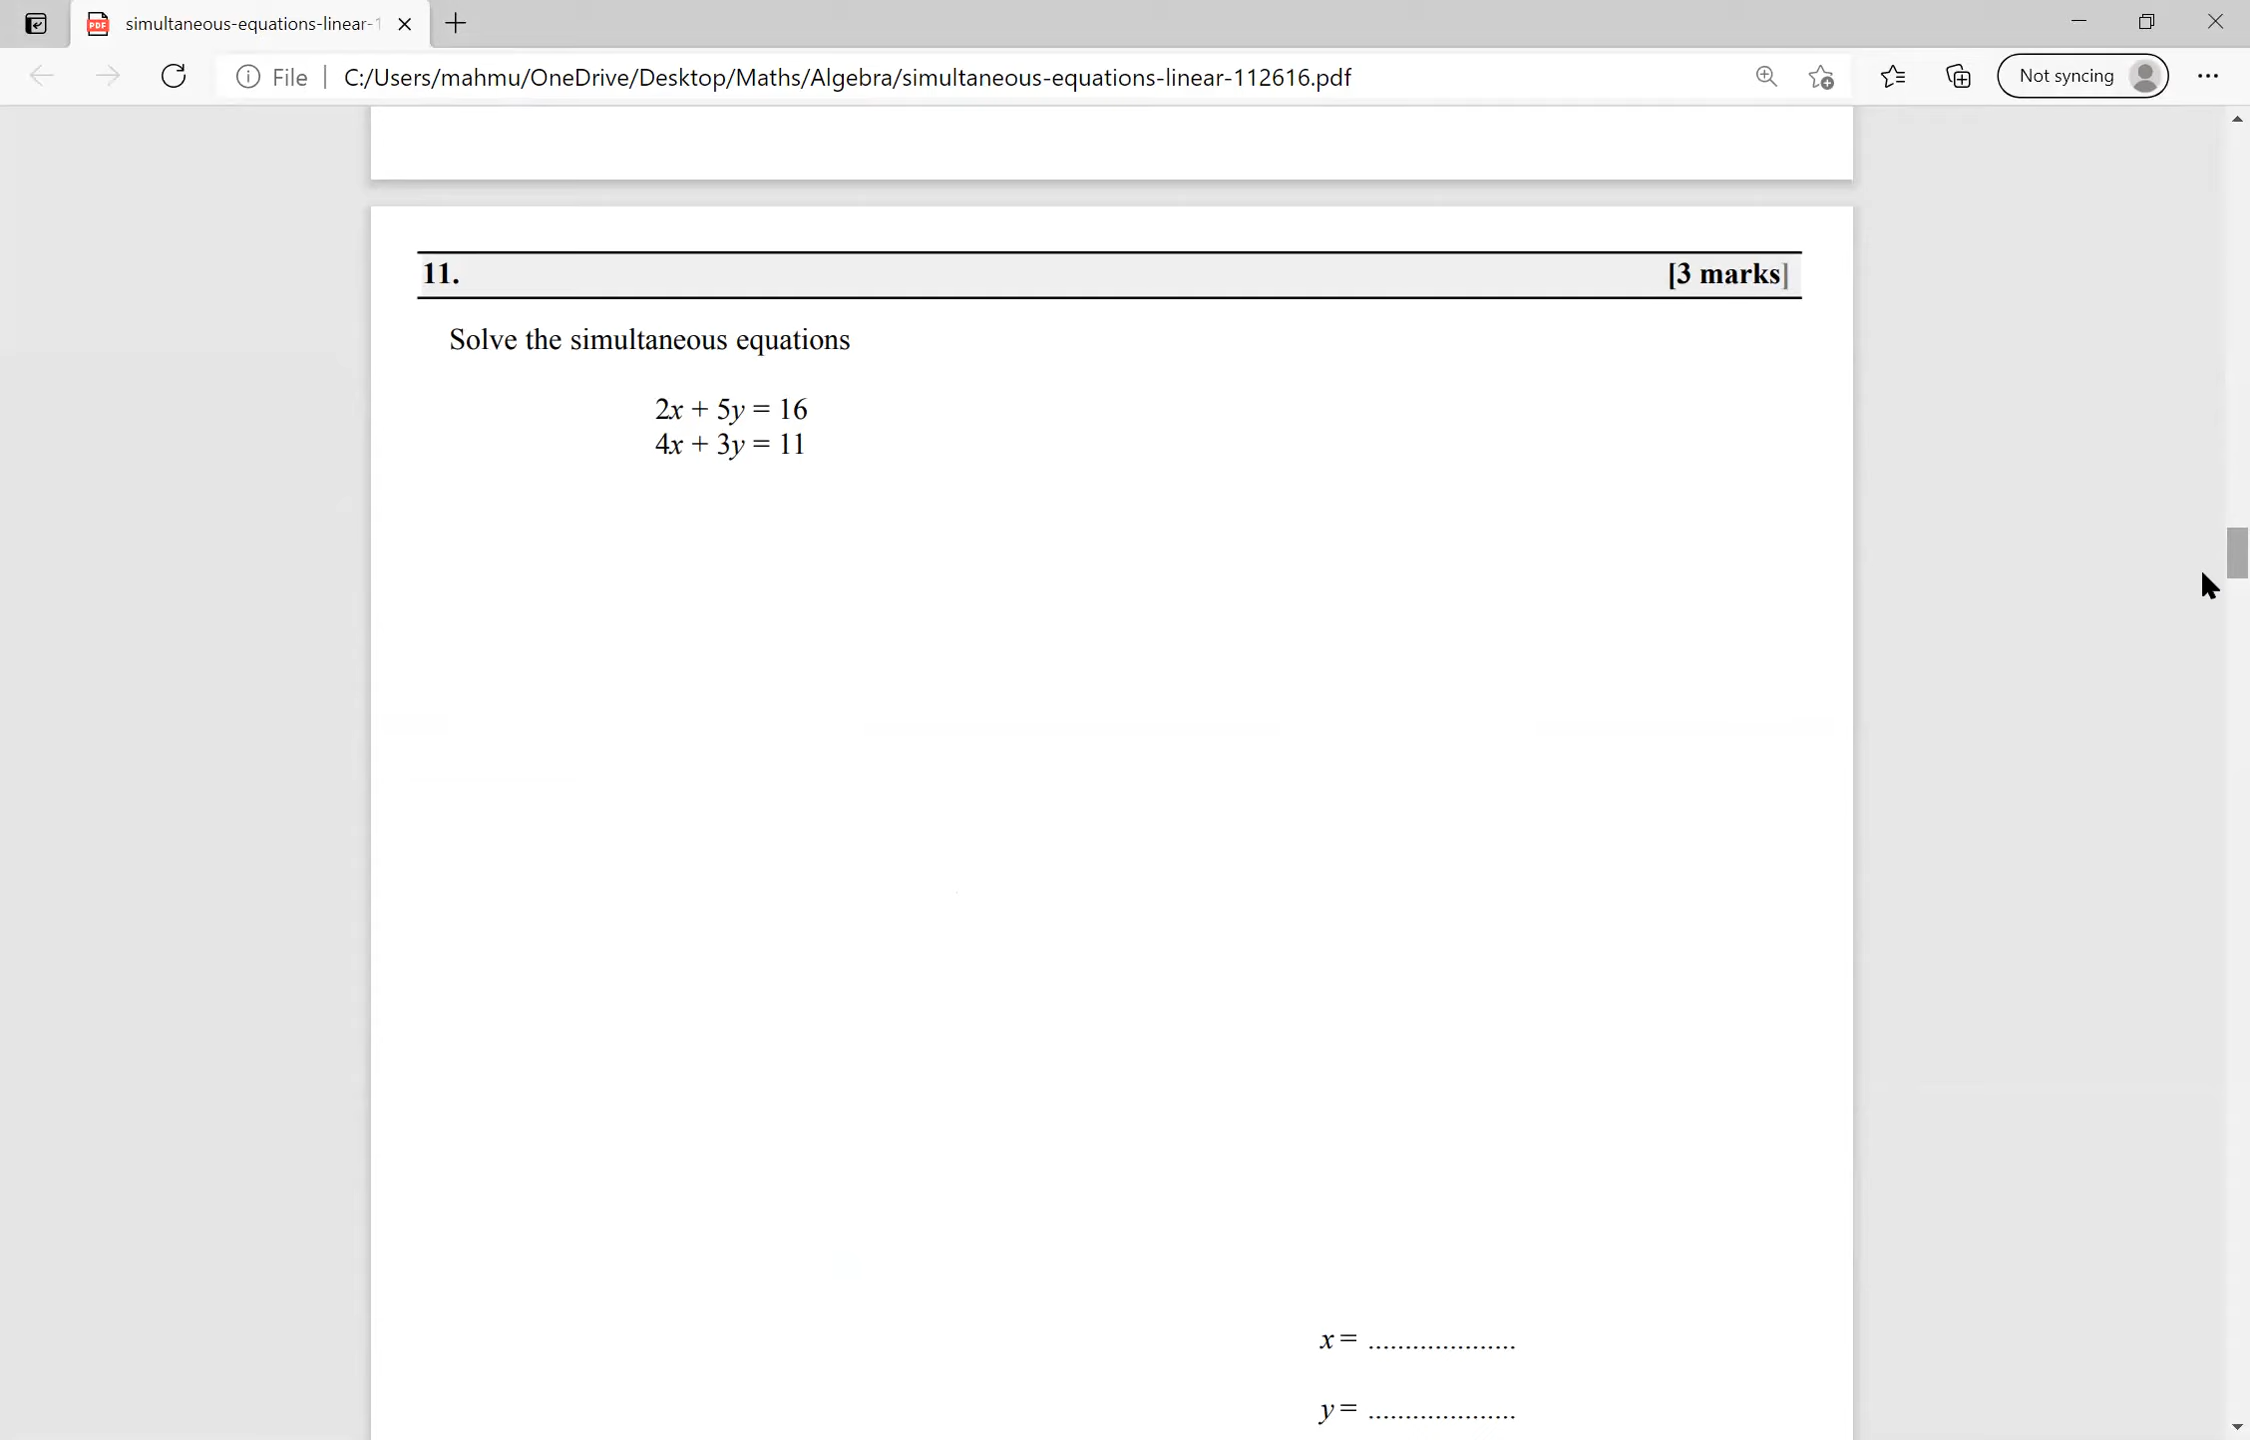 simultaneous-equations-linear-1
File
C:/Users/mahmu/OneDrive/Desktop/Maths/Algebra/simultaneous-equations-linear-112616.pdf
Not syncing
11. [3 marks]
Solve the simultaneous equations
2x + 5y = 16
4x + 3y = 11
x = ....................
y = ....................